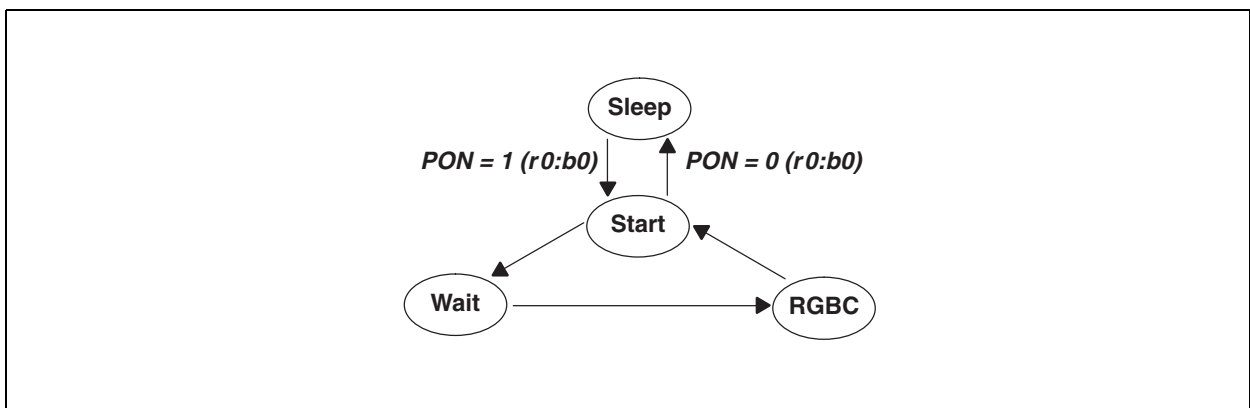 Sleep
PON = 1 (r0:b0)
PON = 0 (r0:b0)
Start
Wait
RGBC